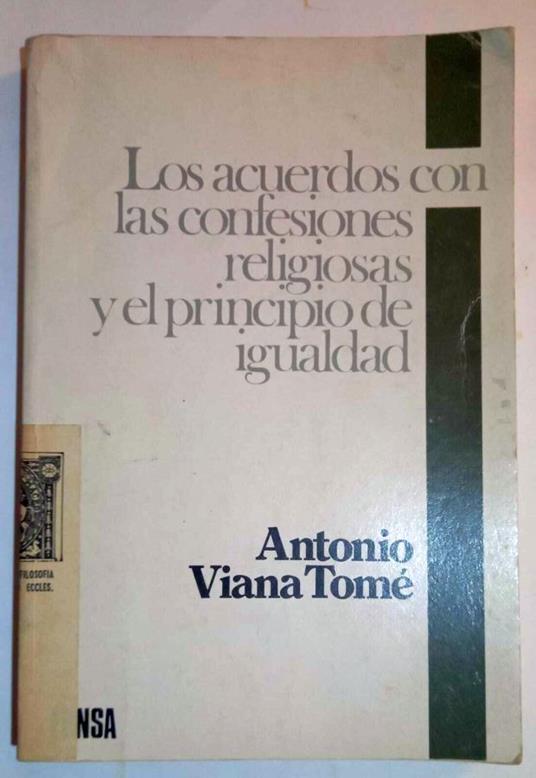 Los acuerdos con
las confesiones
religiosas
y el principio de
igualdad
Antonio
Viana Tomé
FILOSOFIA
ECCLES.
NSA